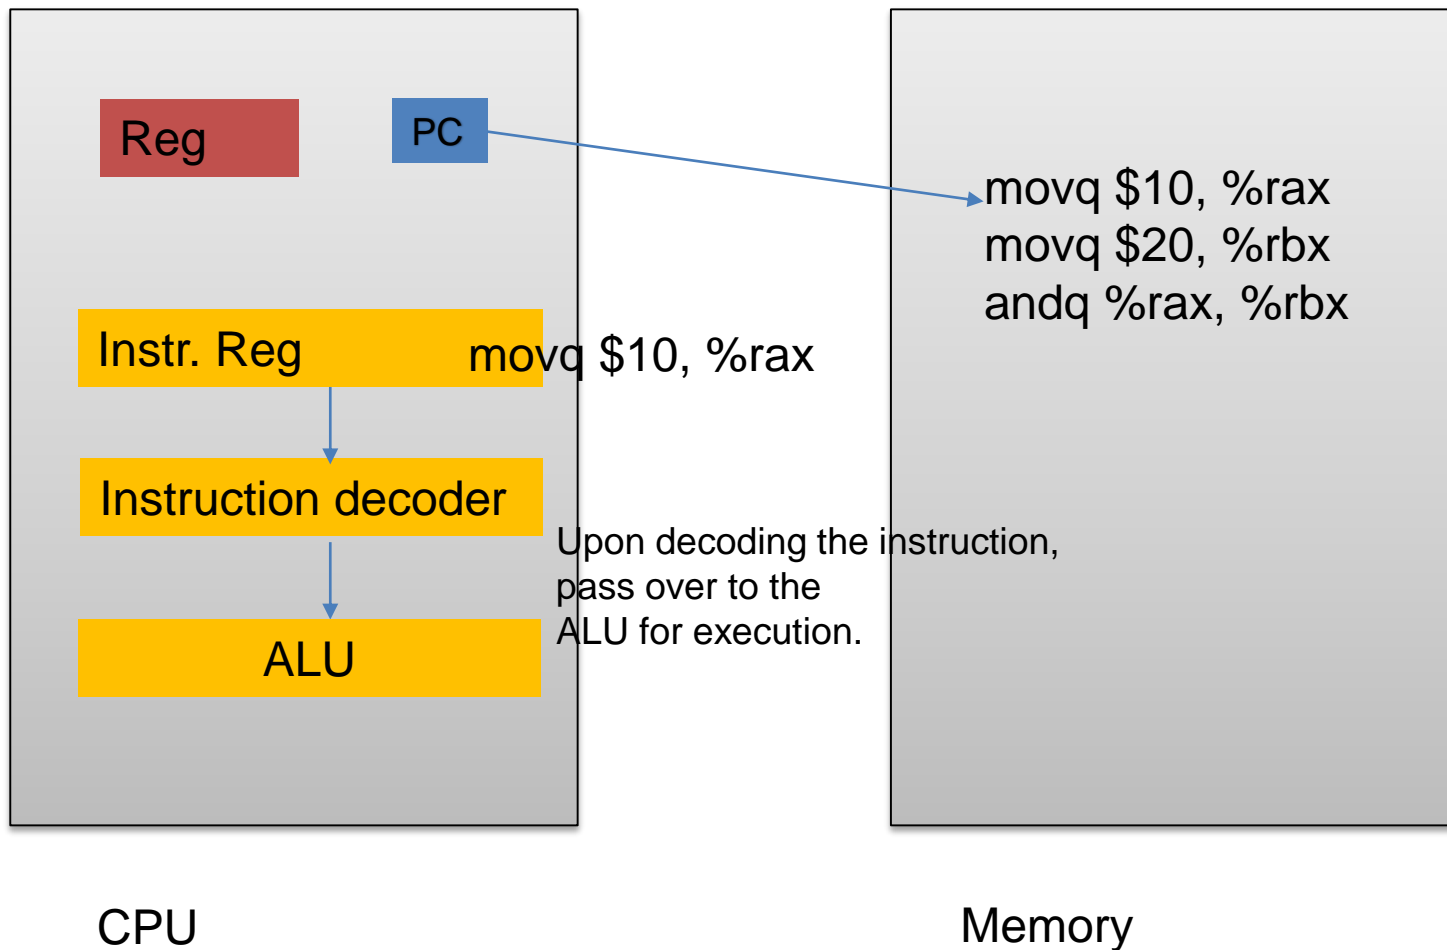 Reg
PC
movq $10, %rax
movq $20, %rbx
andq %rax, %rbx
Instr. Reg
movq $10, %rax
Instruction decoder
Upon decoding the instruction,
pass over to the
ALU for execution.
ALU
CPU
Memory